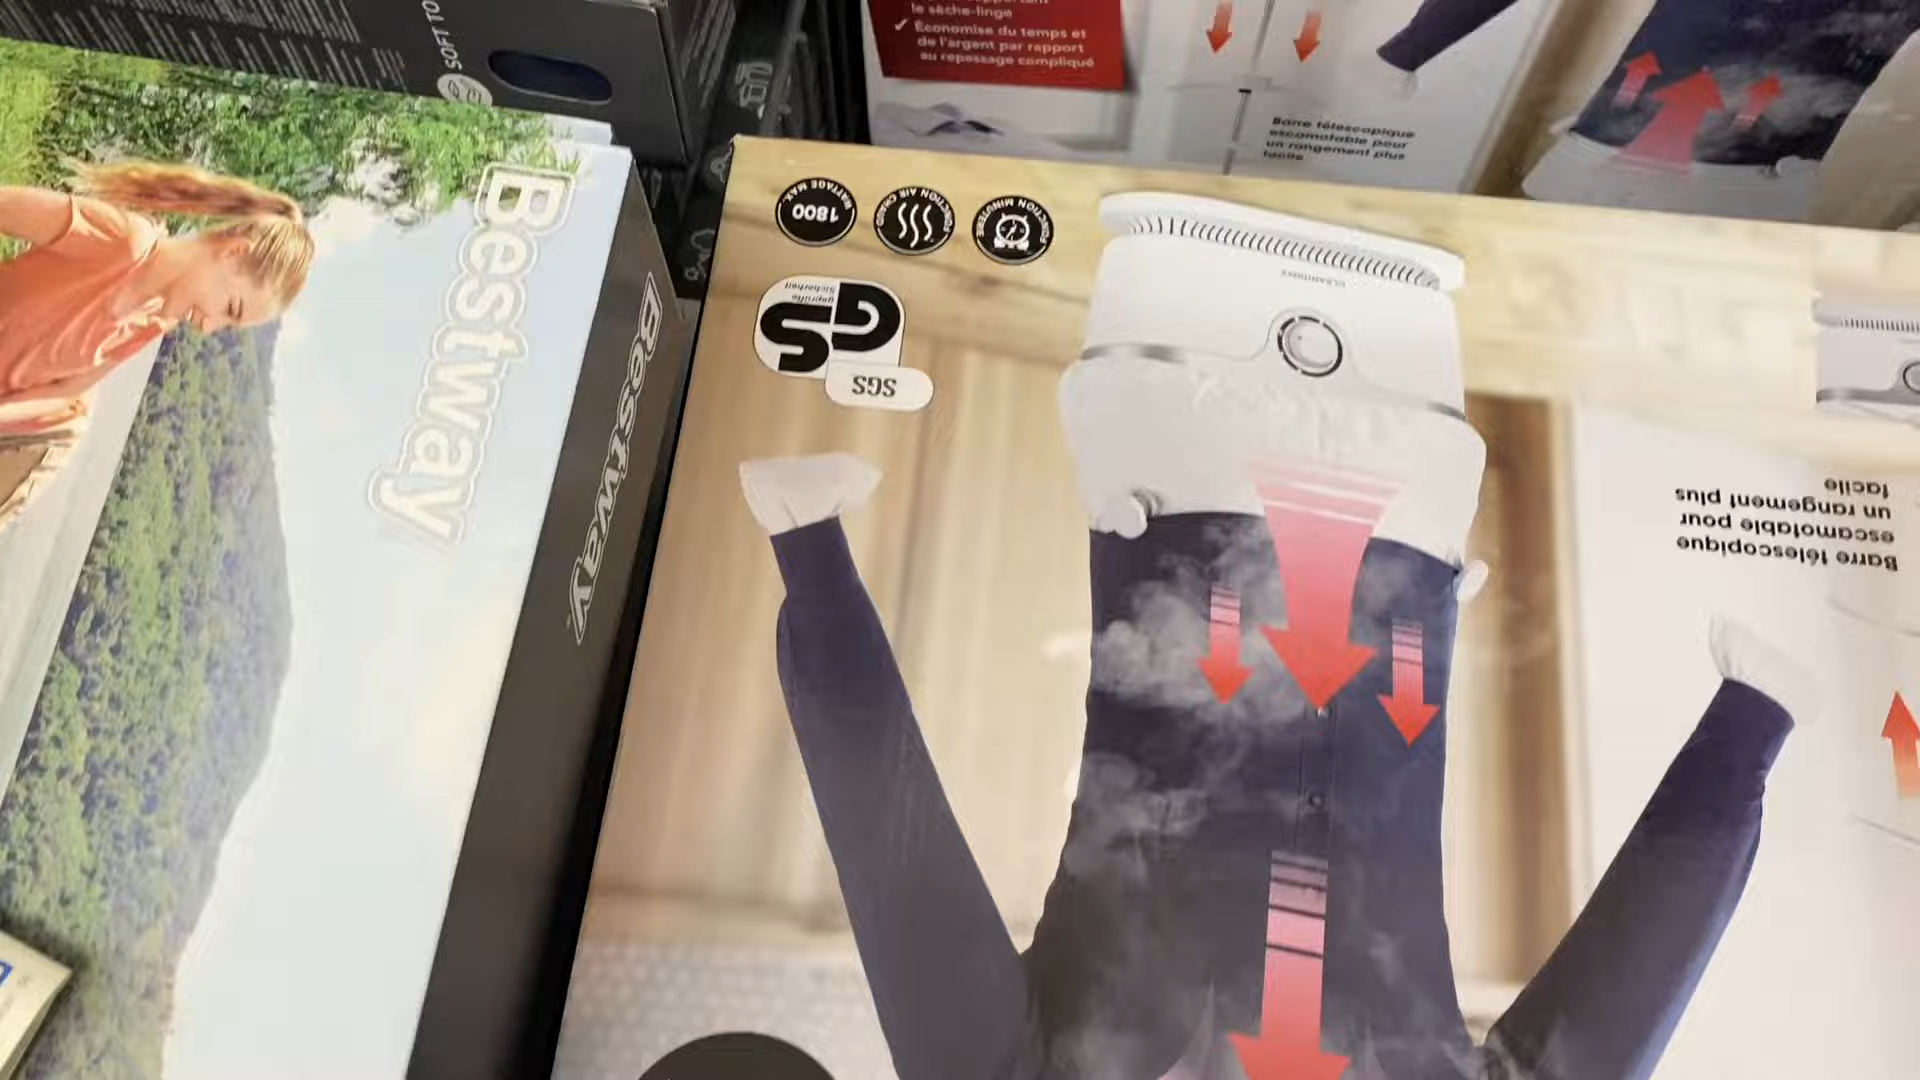 SOFT TO
Bestway
Bestway
le sèche-linge
✓ Économise du temps et
de l'argent par rapport
au repassage compliqué
Barre télescopique
escamotable pour
un rangement plus
facile
1800
WATTAGE MAX.
FONCTION AIR CHAUD
FONCTION MINUTERIE
geprüfte
Sicherheit
GS
SGS
CLEANMAXX
Barre télescopique
escamotable pour
un rangement plus
facile